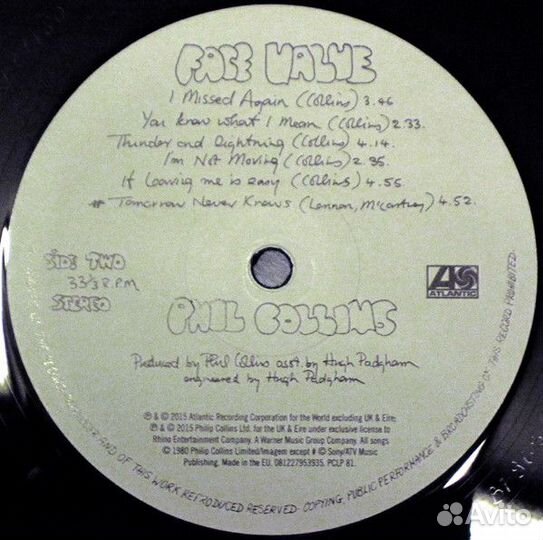 FACE VALUE
I Missed Again (Collins) 3.46
You know what I Mean (Collins) 2.33.
Thunder and Lightning (Collins) 4.14.
I'm Not Moving (Collins) 2.35.
If Leaving me is easy (Collins) 4.55
# Tomorrow Never Knows (Lennon, McCartney) 4.52.
SIDE TWO
33⅓ R.P.M
STEREO
ATLANTIC
PHIL COLLINS
Produced by Phil Collins asst. by Hugh Padgham
engineered by Hugh Padgham
℗ & © 2015 Atlantic Recording Corporation for the World excluding UK & Eire;
℗ & © 2015 Philip Collins Ltd. for the UK & Eire under exclusive license to
Rhino Entertainment Company. A Warner Music Group Company. All songs
© 1980 Philip Collins Limited/Imagem except # © Sony/ATV Music
Publishing. Made in the EU. 081227953935. PCLP 81.
AND OF THIS WORK REPRODUCED RESERVED · COPYING, PUBLIC PERFORMANCE & BROADCASTING OF THIS RECORD PROHIBITED.
Avito